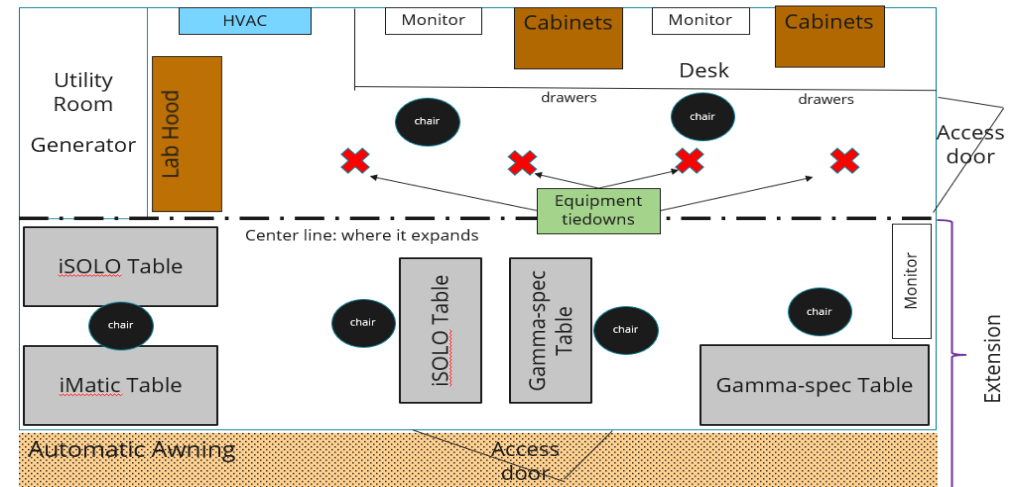 HVAC
Monitor
Cabinets
Monitor
Cabinets
Utility
Room
Generator
Lab Hood
Desk
drawers
drawers
chair
chair
Access
door
Equipment
tiedowns
Center line: where it expands
iSOLO Table
chair
iMatic Table
chair
iSOLO Table
Gamma-spec
Table
chair
chair
Monitor
Gamma-spec Table
Extension
Automatic Awning
Access
door